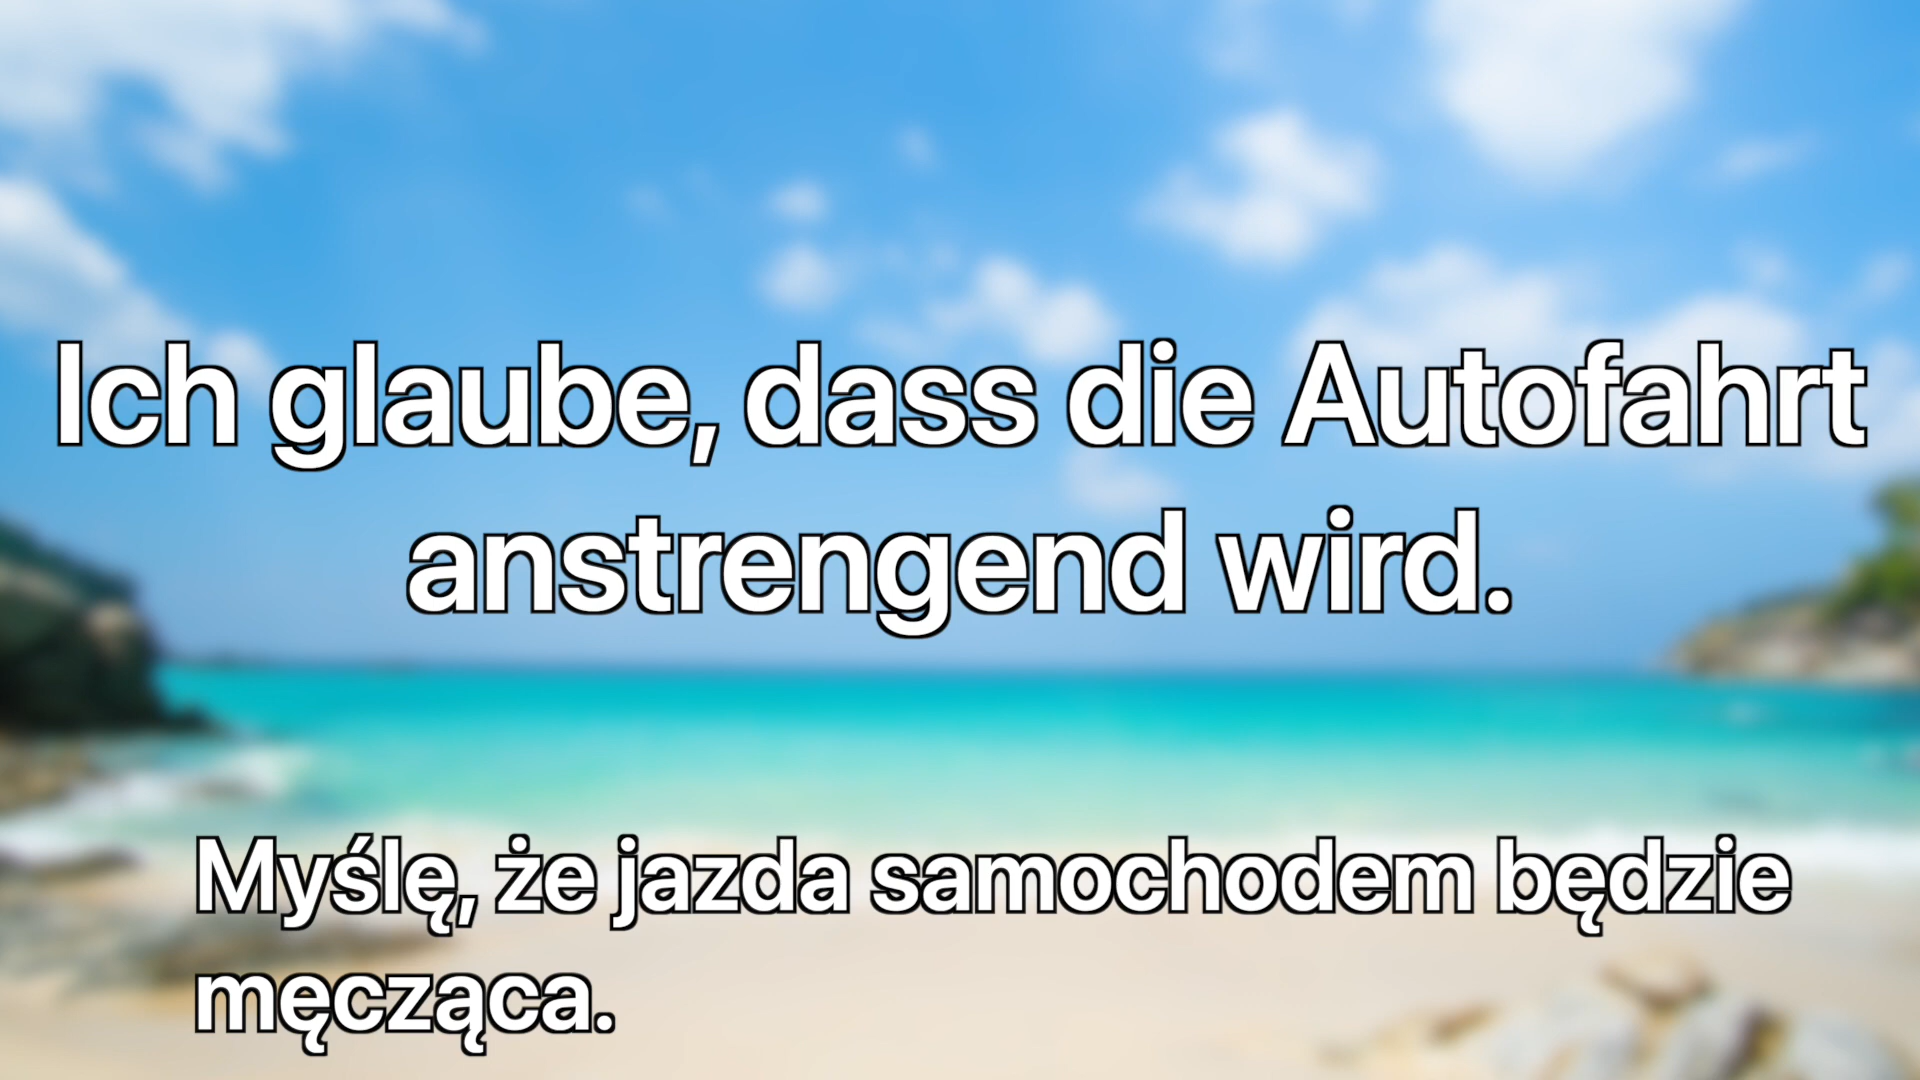 Ich glaube, dass die Autofahrt
anstrengend wird.
Myślę, że jazda samochodem będzie
męcząca.